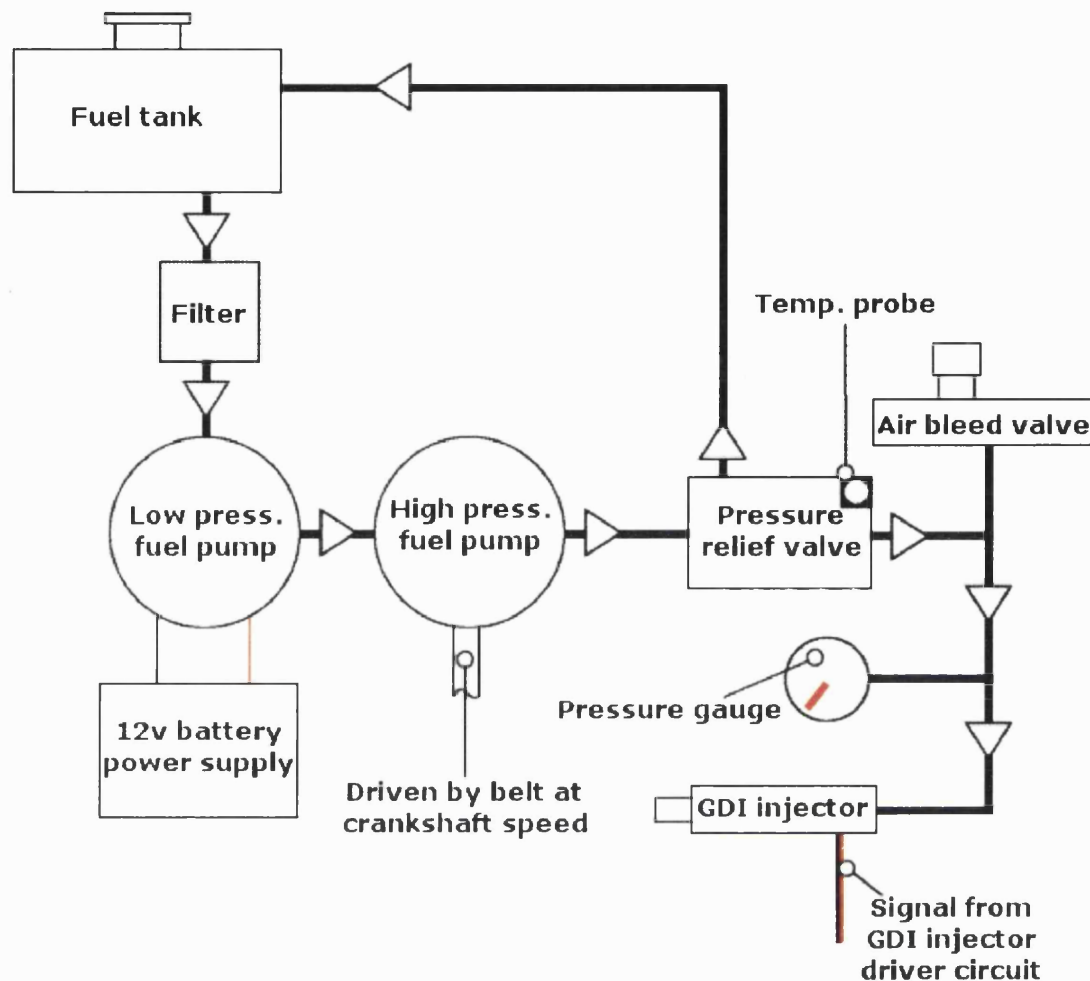 Fuel tank
Filter
Temp. probe
Air bleed valve
Low press.
fuel pump
High press.
fuel pump
Pressure
relief valve
Pressure gauge
12v battery
power supply
Driven by belt at
crankshaft speed
GDI injector
Signal from
GDI injector
driver circuit